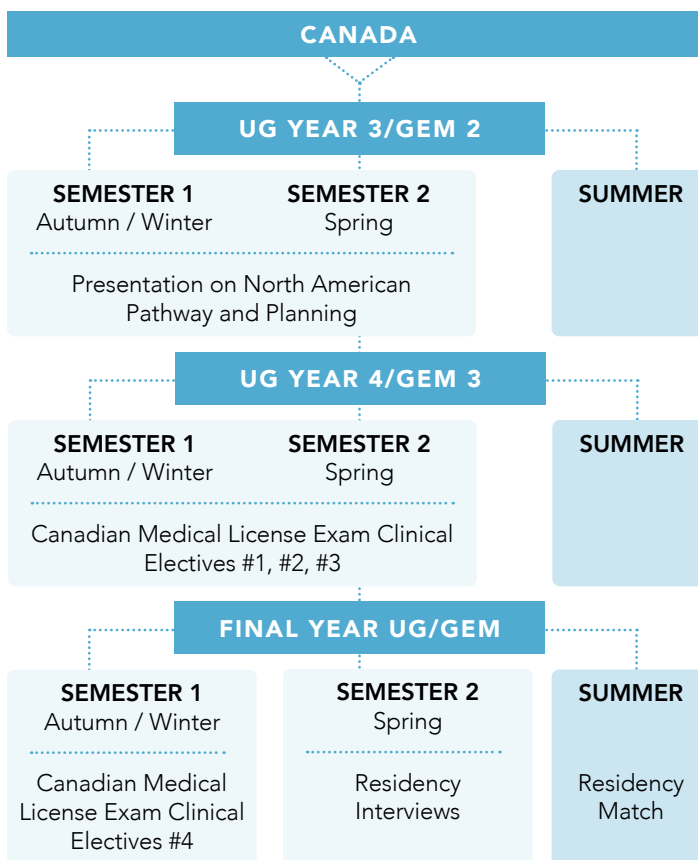 CANADA
UG YEAR 3/GEM 2
SEMESTER 1
Autumn / Winter
SEMESTER 2
Spring
Presentation on North American
Pathway and Planning
SUMMER
UG YEAR 4/GEM 3
SEMESTER 1
Autumn / Winter
SEMESTER 2
Spring
Canadian Medical License Exam Clinical
Electives #1, #2, #3
SUMMER
FINAL YEAR UG/GEM
SEMESTER 1
Autumn / Winter
Canadian Medical
License Exam Clinical
Electives #4
SEMESTER 2
Spring
Residency
Interviews
SUMMER
Residency
Match